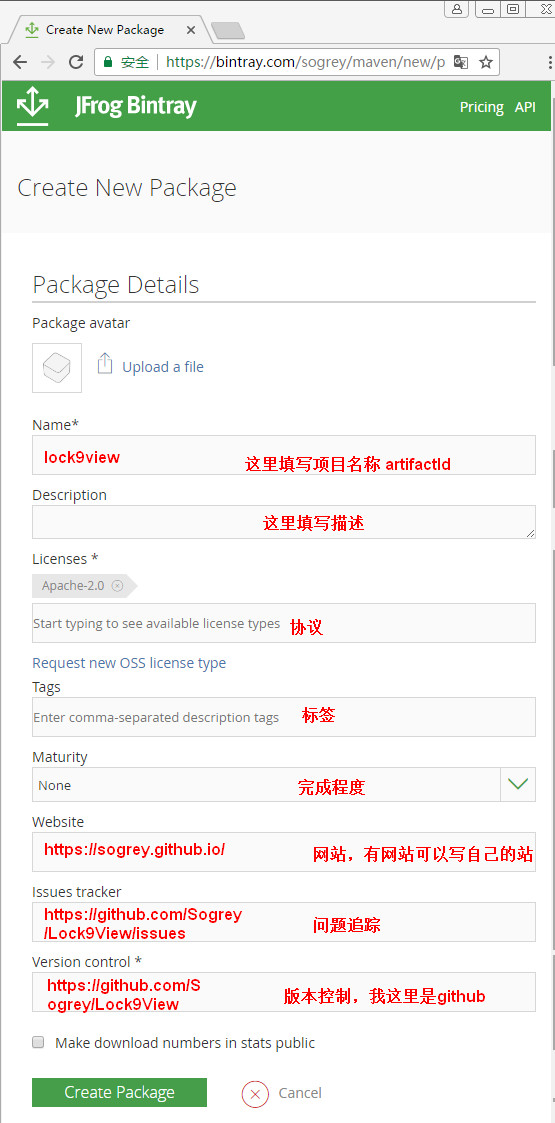 Create New Package
安全 https://bintray.com/sogrey/maven/new/p
JFrog Bintray Pricing API
Create New Package
Package Details
Package avatar
Upload a file
Name*
lock9view 这里填写项目名称 artifactId
Description
这里填写描述
Licenses *
Apache-2.0
Start typing to see available license types 协议
Request new OSS license type
Tags
Enter comma-separated description tags 标签
Maturity
None 完成程度
Website
https://sogrey.github.io/ 网站，有网站可以写自己的站
Issues tracker
https://github.com/Sogrey
/Lock9View/issues 问题追踪
Version control *
https://github.com/S
ogrey/Lock9View 版本控制，我这里是github
Make download numbers in stats public
Create Package Cancel